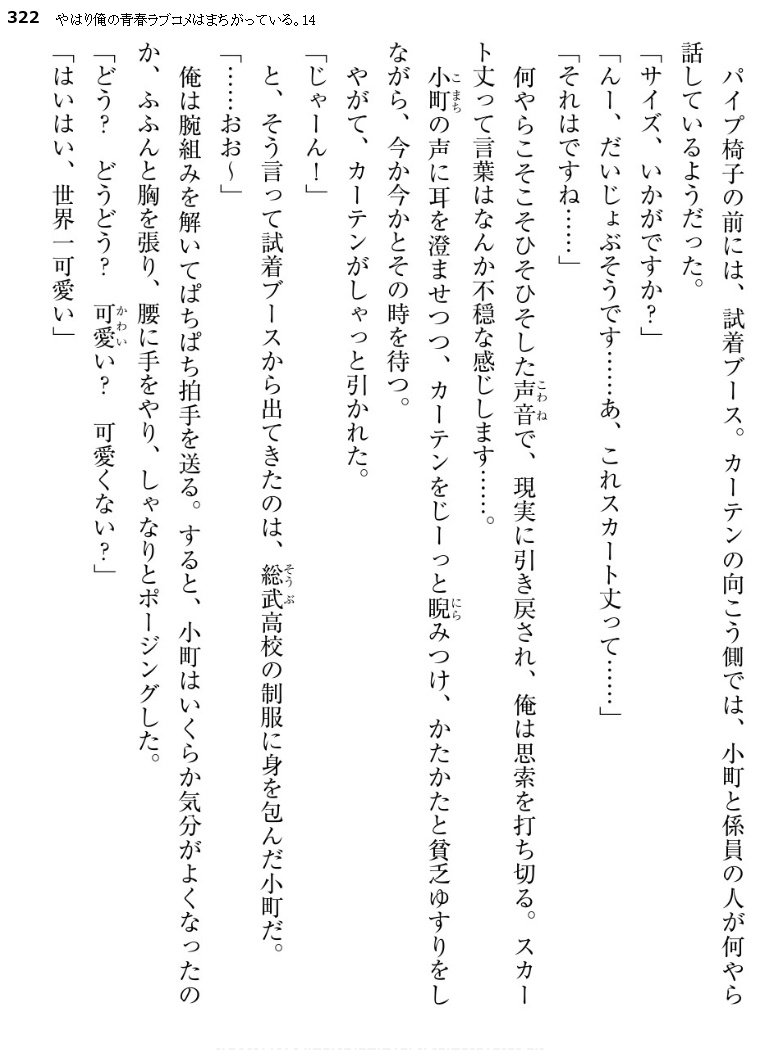 322 やはり俺の青春ラブコメはまちがっている。14
パイプ椅子の前には、試着ブース。カーテンの向こう側では、小町と係員の人が何やら
話しているようだった。
「サイズ、いかがですか?」
「んー、だいじょぶそうです……あ、これスカート丈って……」
「それはですね……」
何やらこそこそひそひそした声音で、現実に引き戻され、俺は思索を打ち切る。スカー
ト丈って言葉はなんか不穏な感じします……。
小町の声に耳を澄ませつつ、カーテンをじーっと睨みつけ、かたかたと貧乏ゆすりをし
ながら、今か今かとその時を待つ。
やがて、カーテンがしゃっと引かれた。
「じゃーん!」
と、そう言って試着ブースから出てきたのは、総武高校の制服に身を包んだ小町だ。
「……おお〜」
俺は腕組みを解いてぱちぱち拍手を送る。すると、小町はいくらか気分がよくなったの
か、ふふんと胸を張り、腰に手をやり、しゃなりとポージングした。
「どう? どうどう? 可愛い? 可愛くない?」
「はいはい、世界一可愛い」